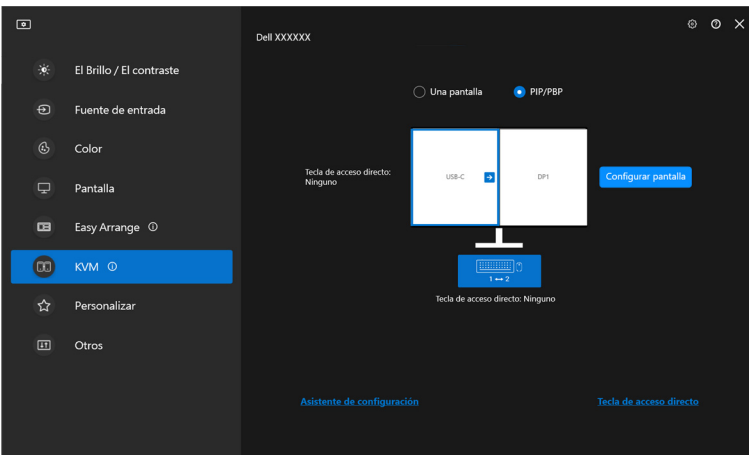 Dell XXXXXX
El Brillo / El contraste
Fuente de entrada
Color
Pantalla
Easy Arrange
KVM
Personalizar
Otros
Una pantalla
PIP/PBP
Tecla de acceso directo:
Ninguno
USB-C
DP1
Configurar pantalla
1 ↔ 2
Tecla de acceso directo: Ninguno
Asistente de configuración
Tecla de acceso directo